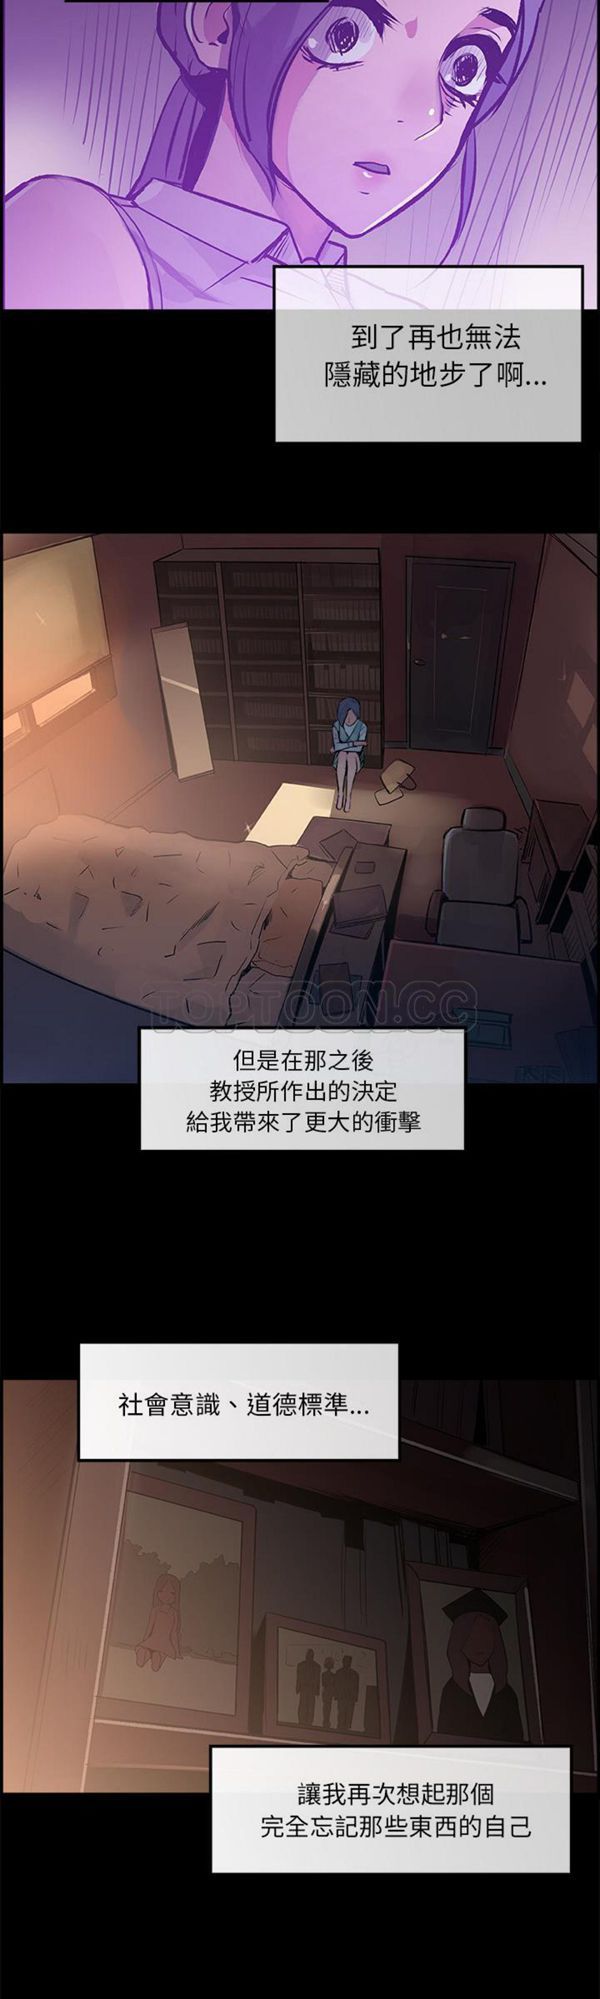 到了再也無法
隱藏的地步了啊...
TOPTOON.CC
但是在那之後
教授所作出的決定
給我帶來了更大的衝擊
社會意識、道德標準...
讓我再次想起那個
完全忘記那些東西的自己